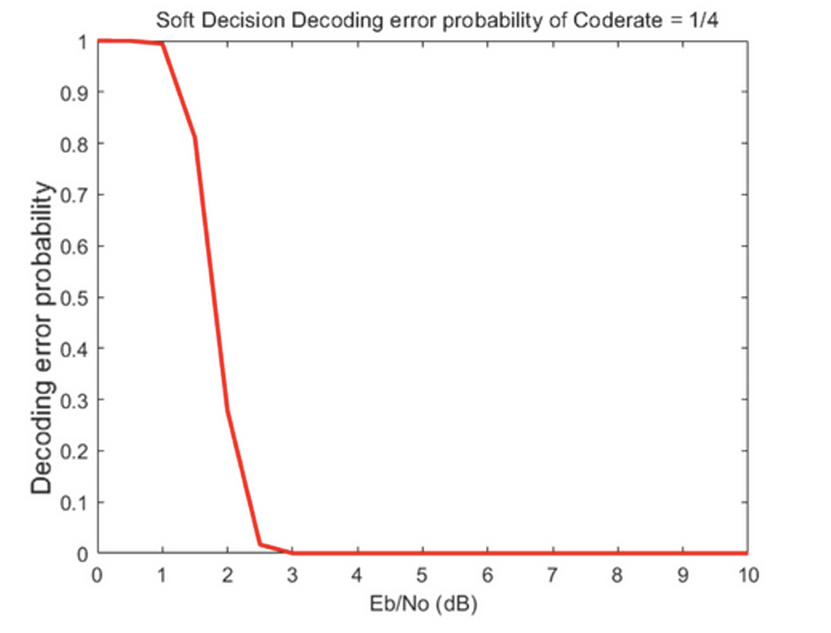 Soft Decision Decoding error probability of Coderate = 1/4
Decoding error probability
1
0.9
0.8
0.7
0.6
0.5
0.4
0.3
0.2
0.1
0
0 1 2 3 4 5 6 7 8 9 10
Eb/No (dB)